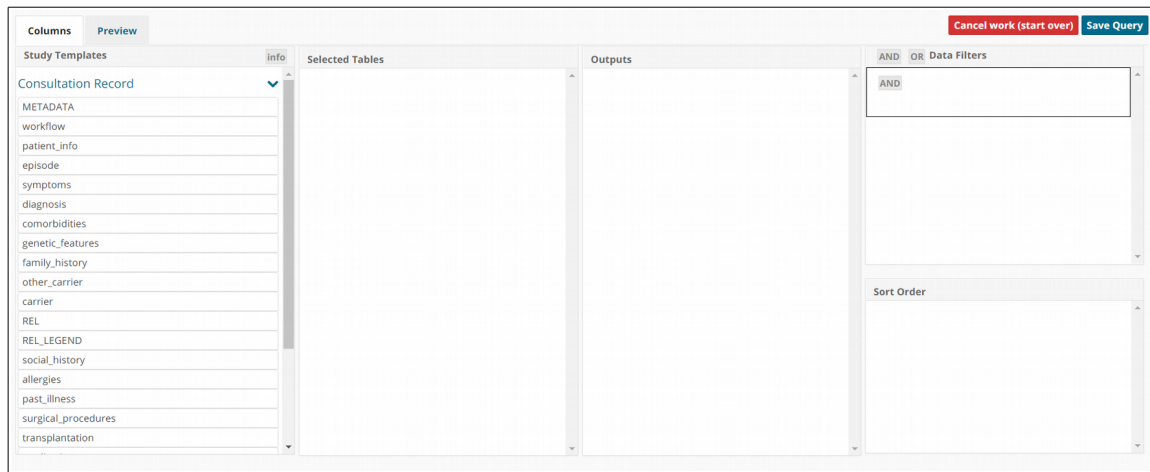 Columns
Preview
Cancel work (start over)
Save Query
Study Templates
info
Selected Tables
Outputs
AND OR Data Filters
Consultation Record
AND
METADATA
workflow
patient_info
episode
symptoms
diagnosis
comorbidities
genetic_features
family_history
other_carrier
carrier
REL
REL_LEGEND
social_history
allergies
past_illness
surgical_procedures
transplantation
Sort Order